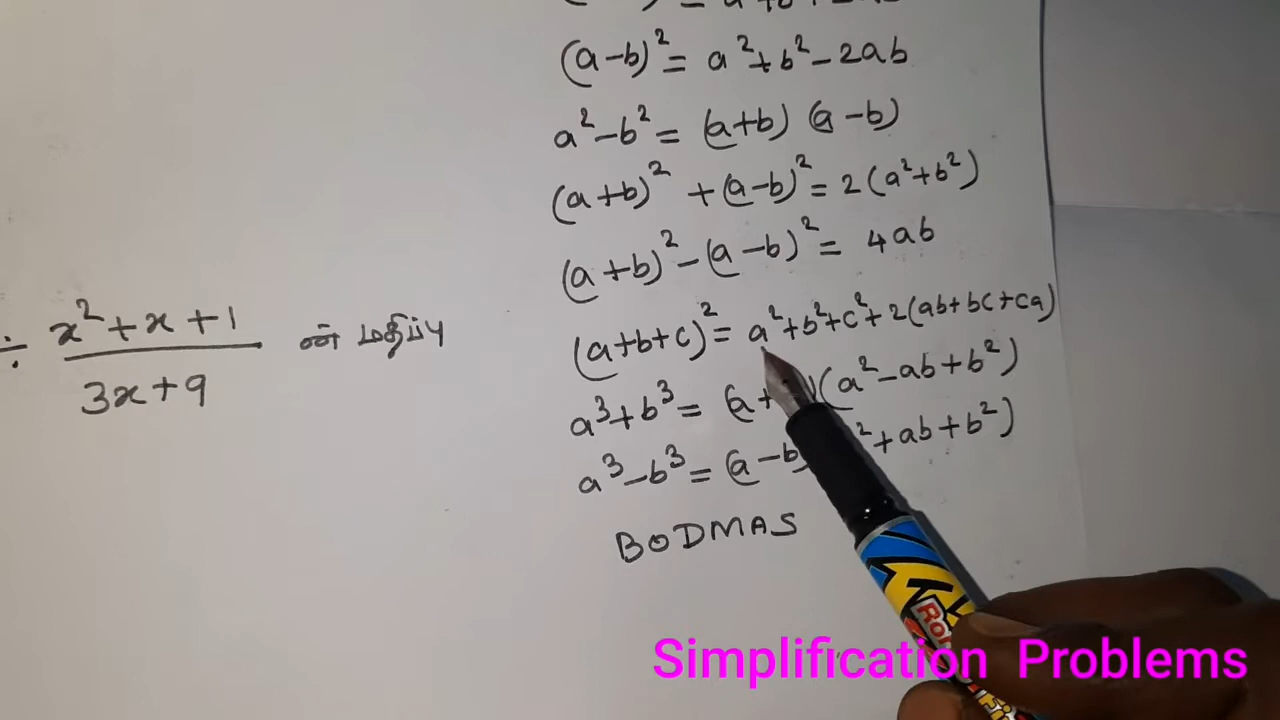 (a-b)² = a²+b²-2ab
a²-b² = (a+b) (a-b)
(a+b)² + (a-b)² = 2(a²+b²)
(a+b)² - (a-b)² = 4ab
(a+b+c)² = a²+b²+c²+2(ab+bc+ca)
a³+b³ = (a+ )(a²-ab+b²)
a³-b³ = (a-b) ²+ab+b²)
BODMAS
÷ x²+x+1 / 3x+9 ன் மதிப்பு
Simplification Problems